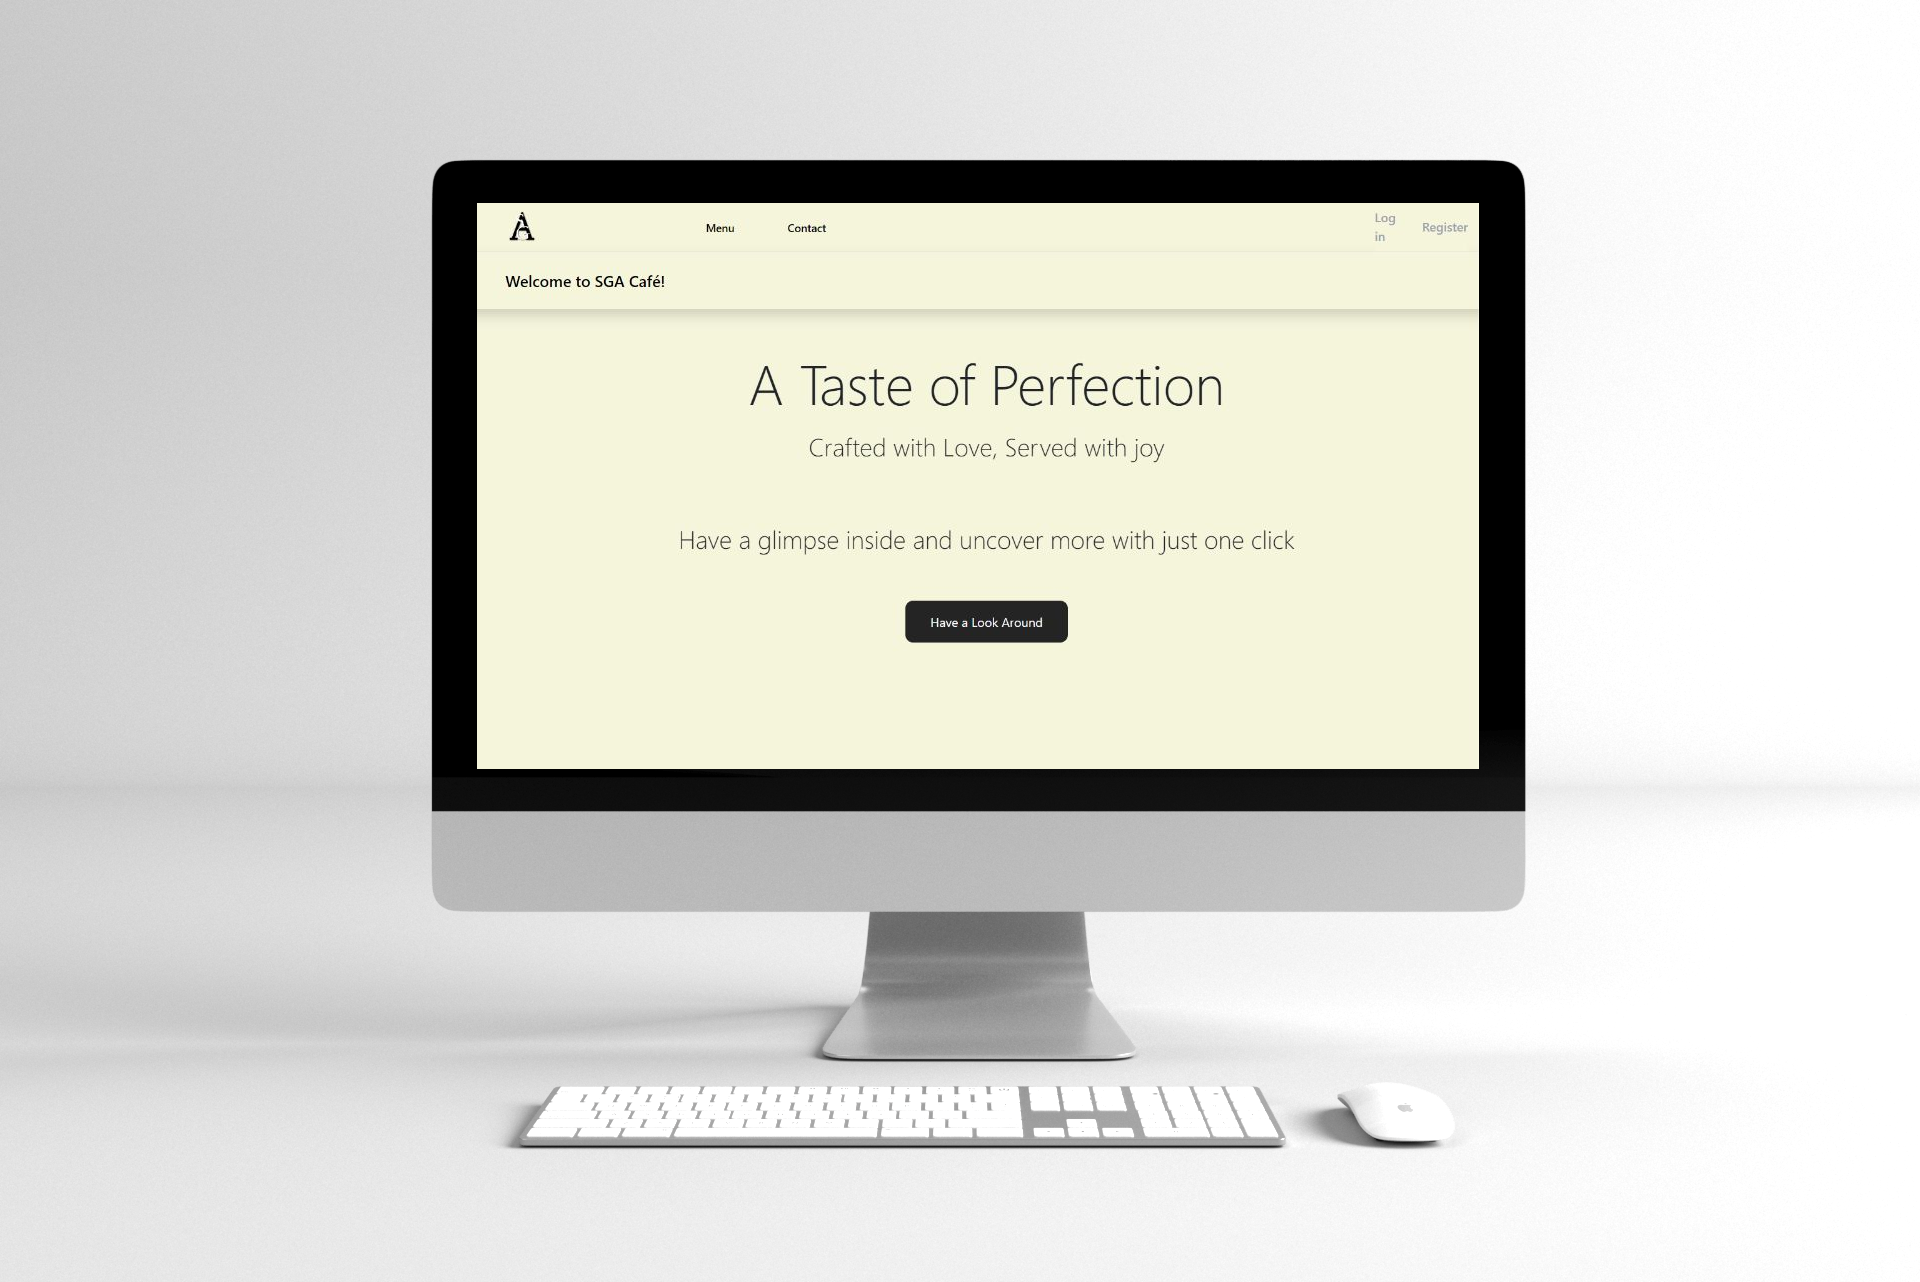 A
Menu
Contact
Log
in
Register
Welcome to SGA Café!
A Taste of Perfection
Crafted with Love, Served with joy
Have a glimpse inside and uncover more with just one click
Have a Look Around